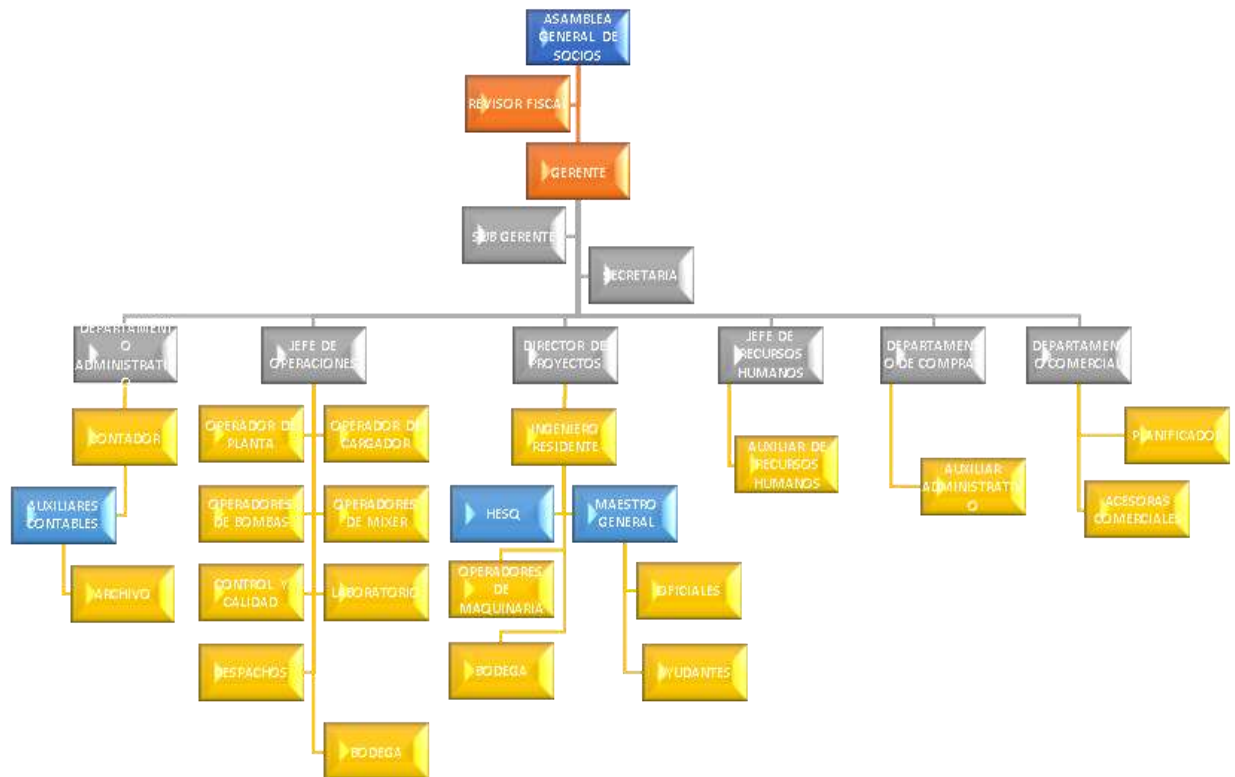 ASAMBLEA
GENERAL DE
SOCIOS
REVISOR FISCAL
GERENTE
SUB GERENTE
SECRETARIA
DEPARTAMENT
O
ADMINISTRATIV
O
JEFE DE
OPERACIONES
DIRECTOR DE
PROYECTOS
JEFE DE
RECURSOS
HUMANOS
DEPARTAMENT
O DE COMPRAS
DEPARTAMENT
O COMERCIAL
CONTADOR
OPERADOR DE
PLANTA
OPERADOR DE
CARGADOR
INGENIERO
RESIDENTE
AUXILIAR DE
RECURSOS
HUMANOS
AUXILIAR
ADMINISTRATIV
O
PLANIFICADOR
AUXILIARES
CONTABLES
OPERADORES
DE BOMBAS
OPERADORES
DE MIXER
HESQ
MAESTRO
GENERAL
ACESORAS
COMERCIALES
ARCHIVO
CONTROL Y
CALIDAD
LABORATORIO
OPERADORES
DE
MAQUINARIA
OFICIALES
DESPACHOS
BODEGA
AYUDANTES
BODEGA